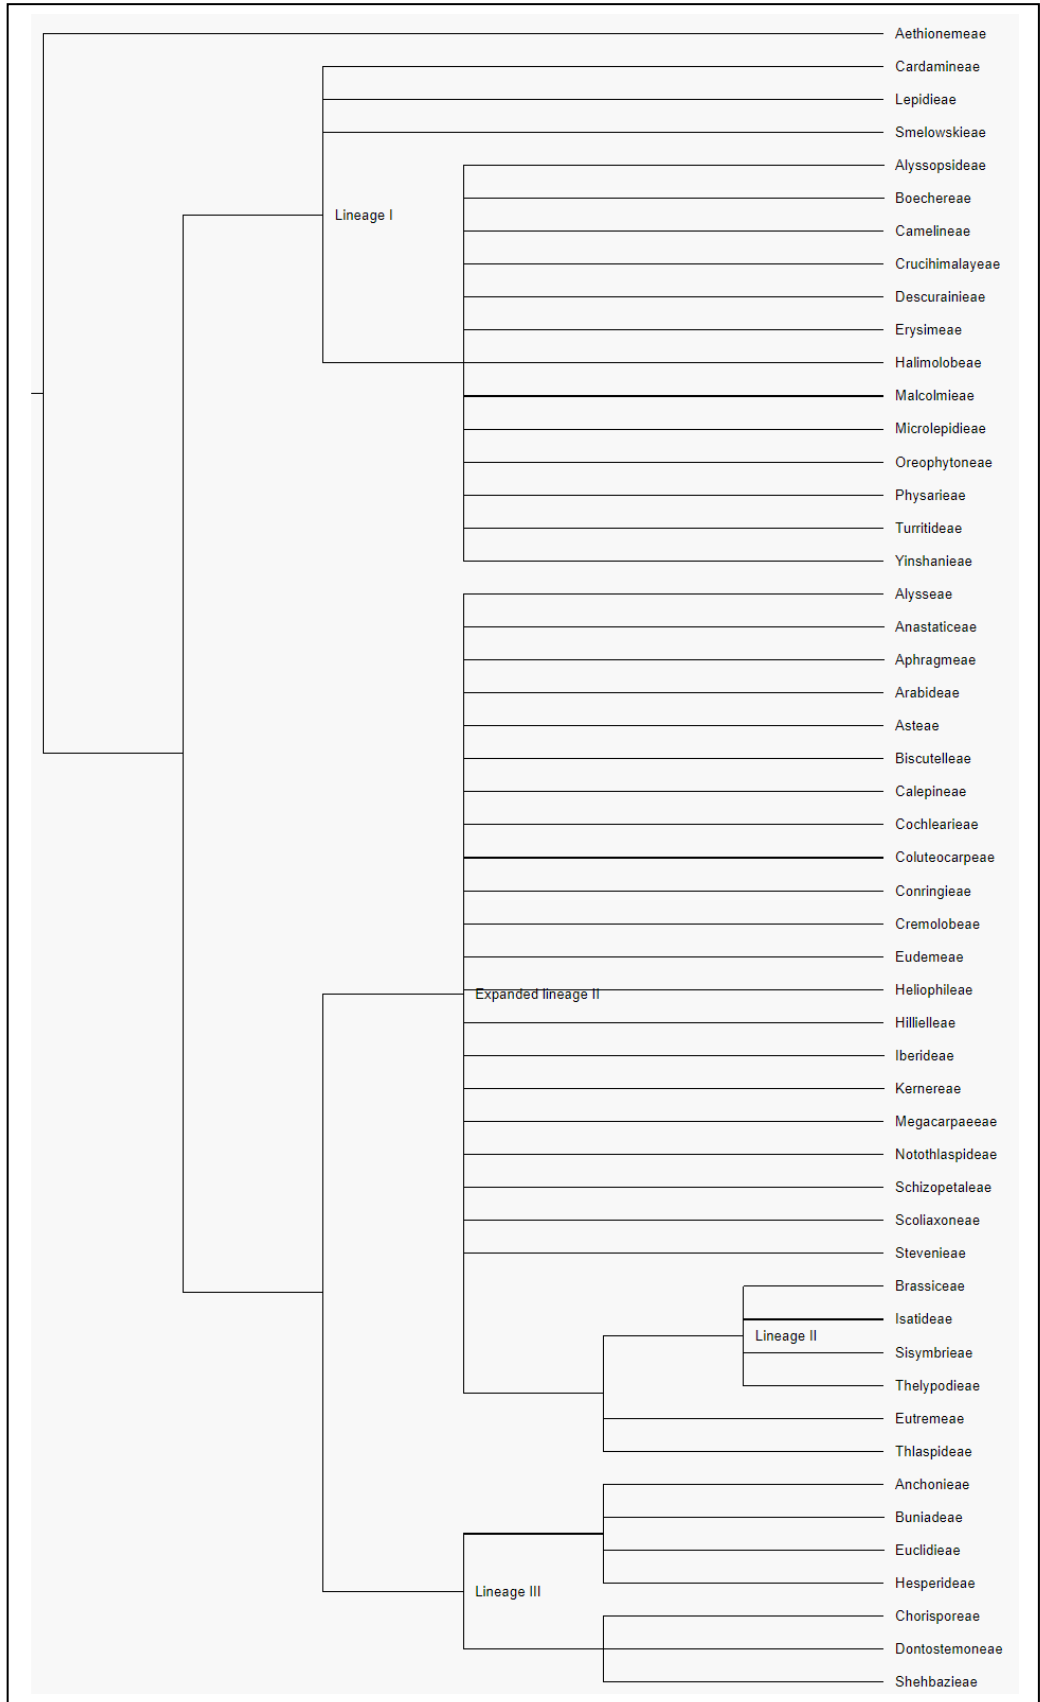 Aethionemeae
Cardamineae
Lepidieae
Smelowskieae
Alyssopsideae
Boechereae
Lineage I
Camelineae
Crucihimalayeae
Descurainieae
Erysimeae
Halimolobeae
Malcolmieae
Microlepidieae
Oreophytoneae
Physarieae
Turritideae
Yinshanieae
Alysseae
Anastaticeae
Aphragmeae
Arabideae
Asteae
Biscutelleae
Calepineae
Cochlearieae
Coluteocarpeae
Conringieae
Cremolobeae
Eudemeae
Heliophileae
Expanded lineage II
Hillielleae
Iberideae
Kernereae
Megacarpaeeae
Notothlaspideae
Schizopetaleae
Scoliaxoneae
Stevenieae
Brassiceae
Isatideae
Lineage II
Sisymbrieae
Thelypodieae
Eutremeae
Thlaspideae
Anchonieae
Buniadeae
Euclidieae
Hesperideae
Lineage III
Chorisporeae
Dontostemoneae
Shehbazieae